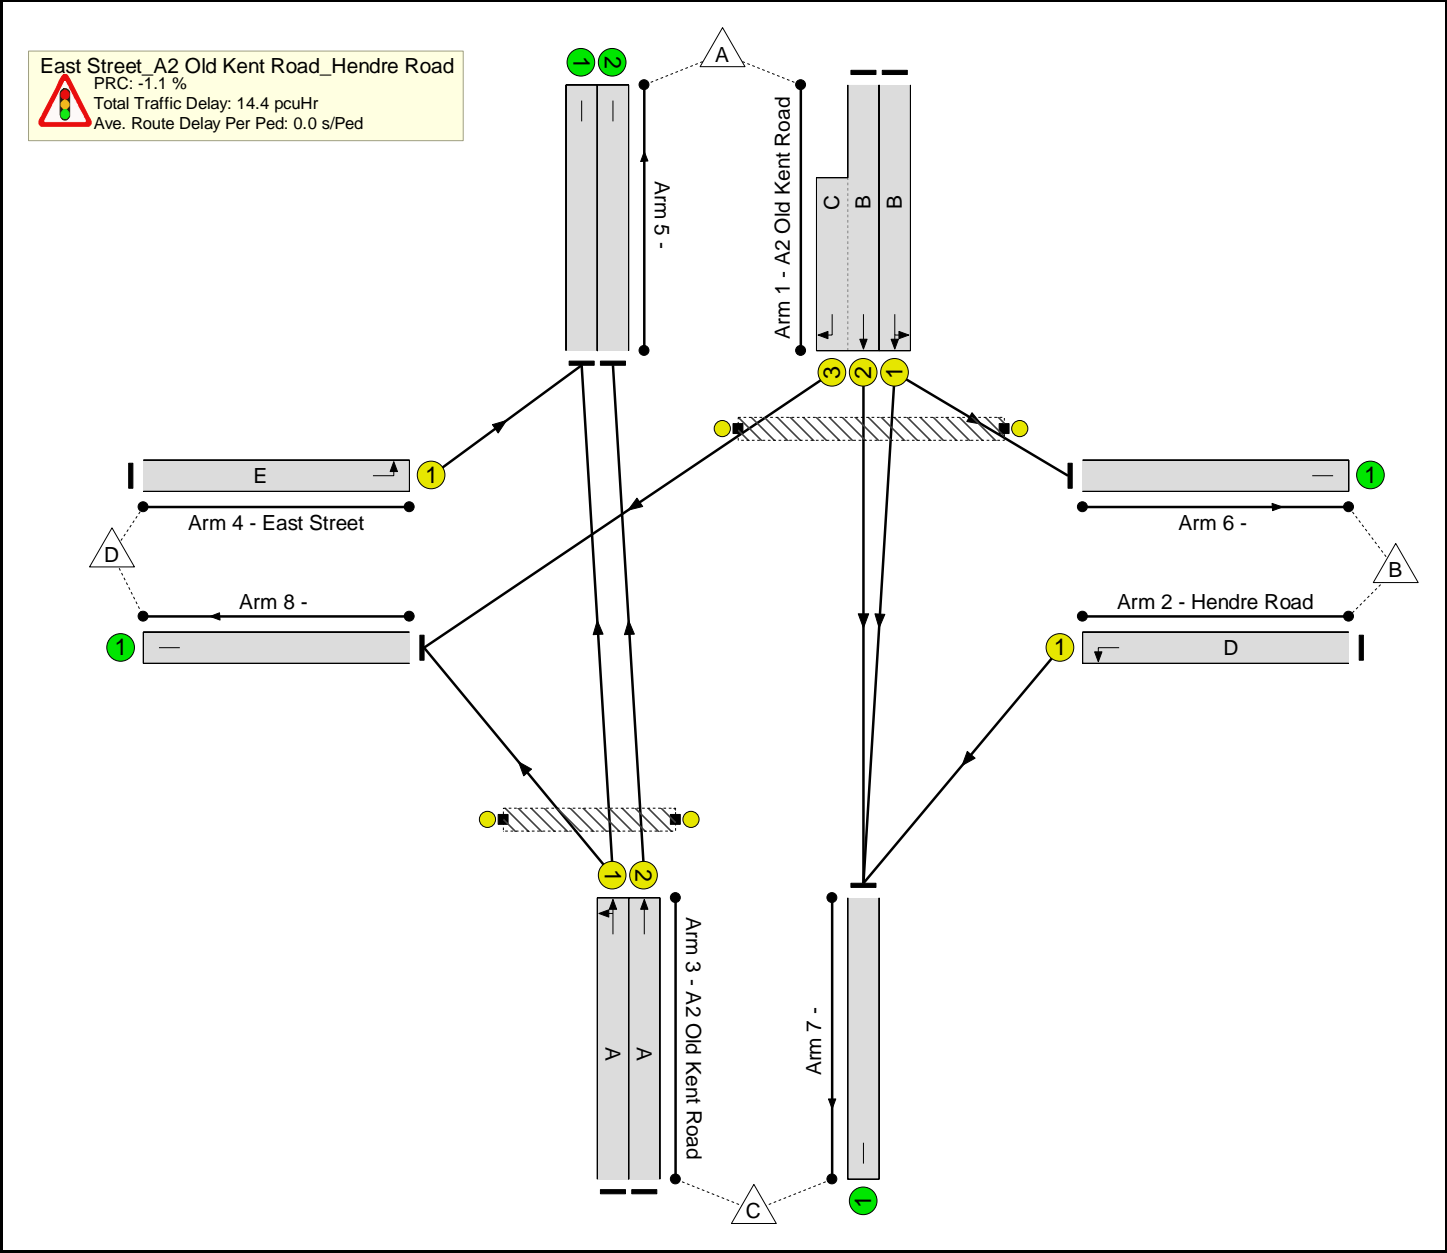 East Street_A2 Old Kent Road_Hendre Road
PRC: -1.1 %
Total Traffic Delay: 14.4 pcuHr
Ave. Route Delay Per Ped: 0.0 s/Ped
A
1
2
Arm 5 -
Arm 1 - A2 Old Kent Road
C
B
B
3
2
1
E
1
Arm 4 - East Street
D
Arm 8 -
1
1
Arm 6 -
B
Arm 2 - Hendre Road
1
D
1
2
A
A
Arm 3 - A2 Old Kent Road
Arm 7 -
1
C